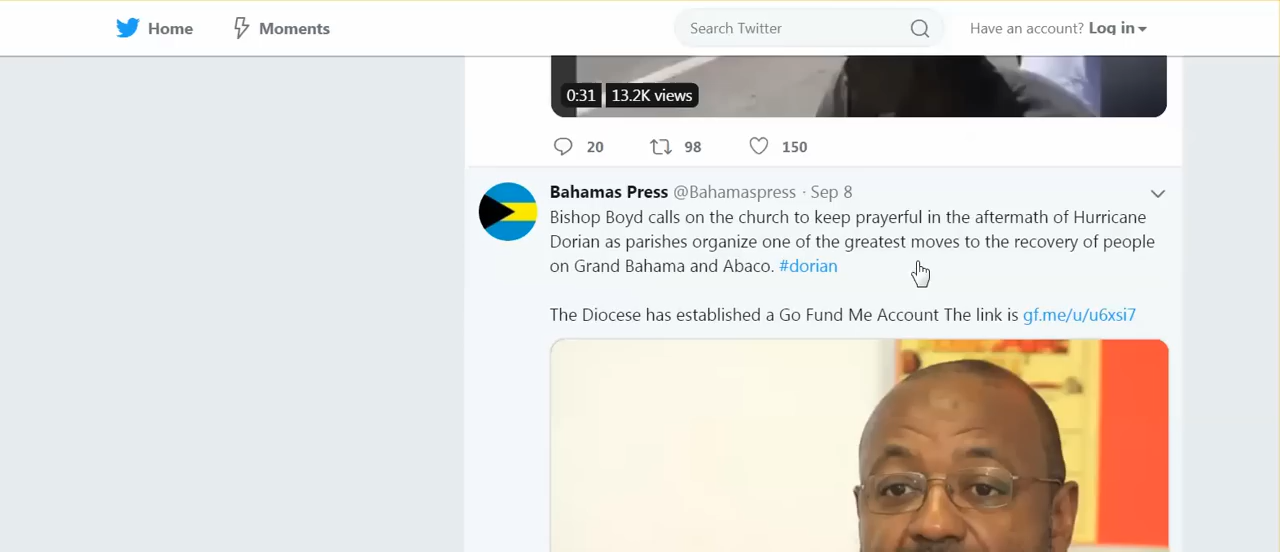 Home Moments Search Twitter Have an account? Log in
0:31 13.2K views
20 98 150
Bahamas Press @Bahamaspress · Sep 8
Bishop Boyd calls on the church to keep prayerful in the aftermath of Hurricane
Dorian as parishes organize one of the greatest moves to the recovery of people
on Grand Bahama and Abaco. #dorian
The Diocese has established a Go Fund Me Account The link is gf.me/u/u6xsi7